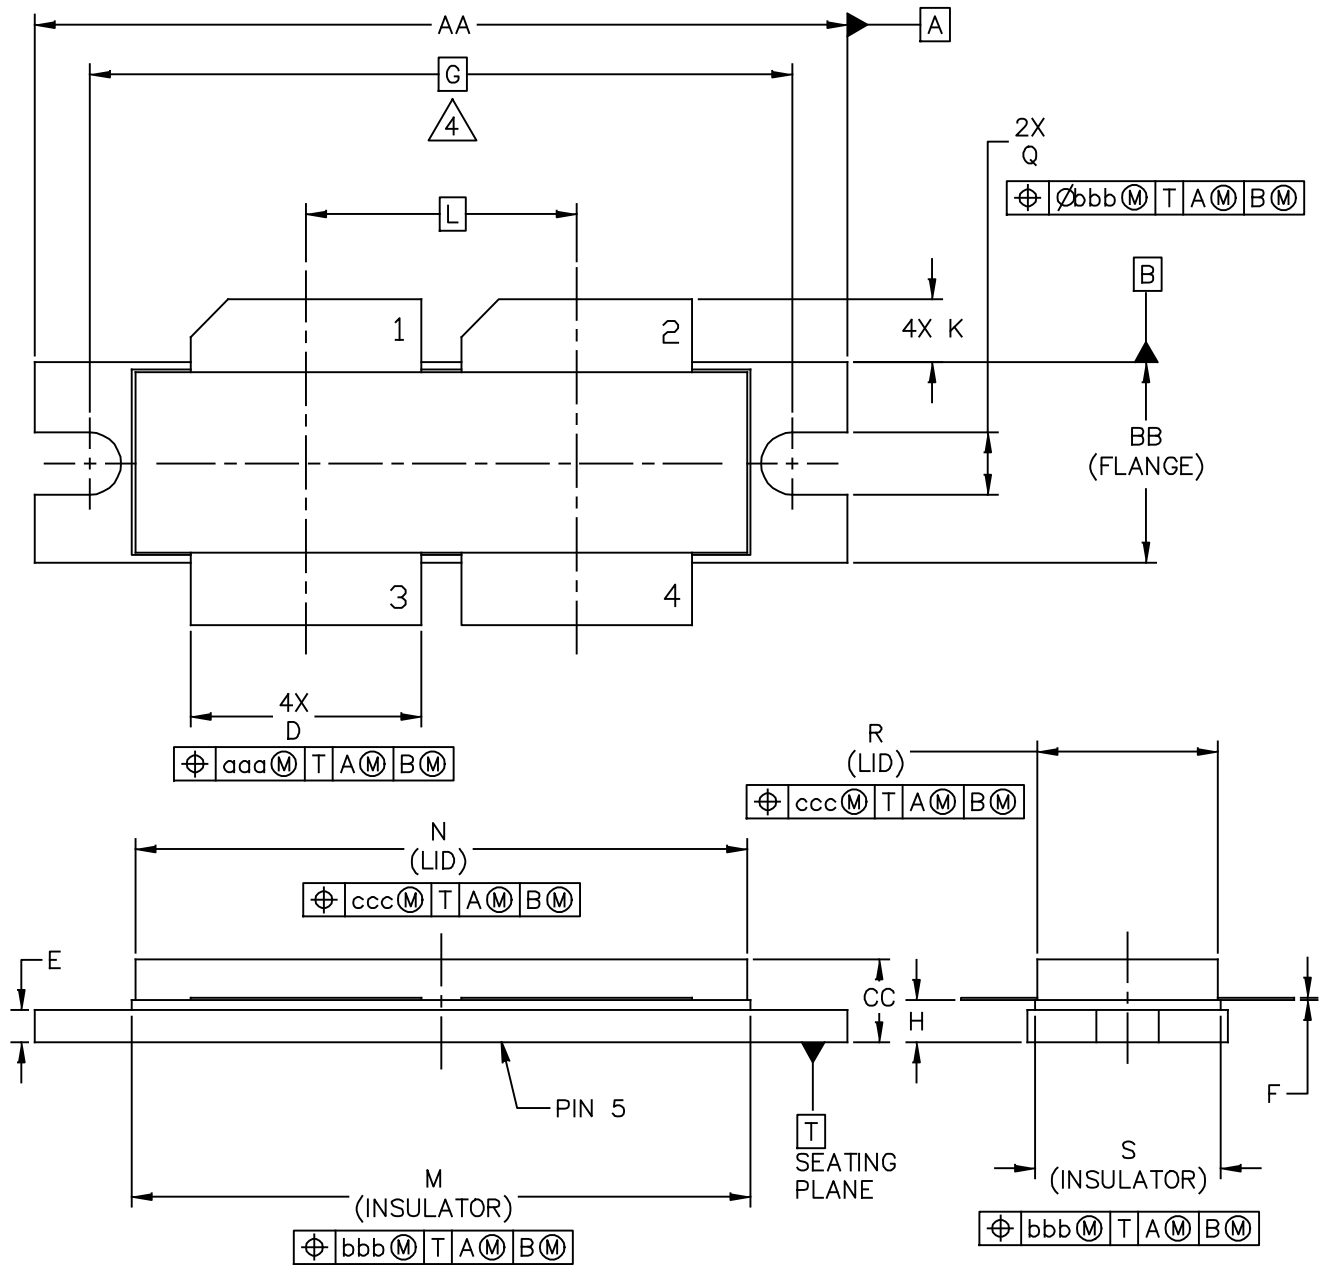 AA
A
G
4
2X
Q
⌖ Øbbb Ⓜ T A Ⓜ B Ⓜ
L
B
1
2
4X K
BB
(FLANGE)
3
4
4X
D
⌖ aaa Ⓜ T A Ⓜ B Ⓜ
R
(LID)
⌖ ccc Ⓜ T A Ⓜ B Ⓜ
N
(LID)
⌖ ccc Ⓜ T A Ⓜ B Ⓜ
E
CC
H
F
PIN 5
T
SEATING
PLANE
M
(INSULATOR)
⌖ bbb Ⓜ T A Ⓜ B Ⓜ
S
(INSULATOR)
⌖ bbb Ⓜ T A Ⓜ B Ⓜ